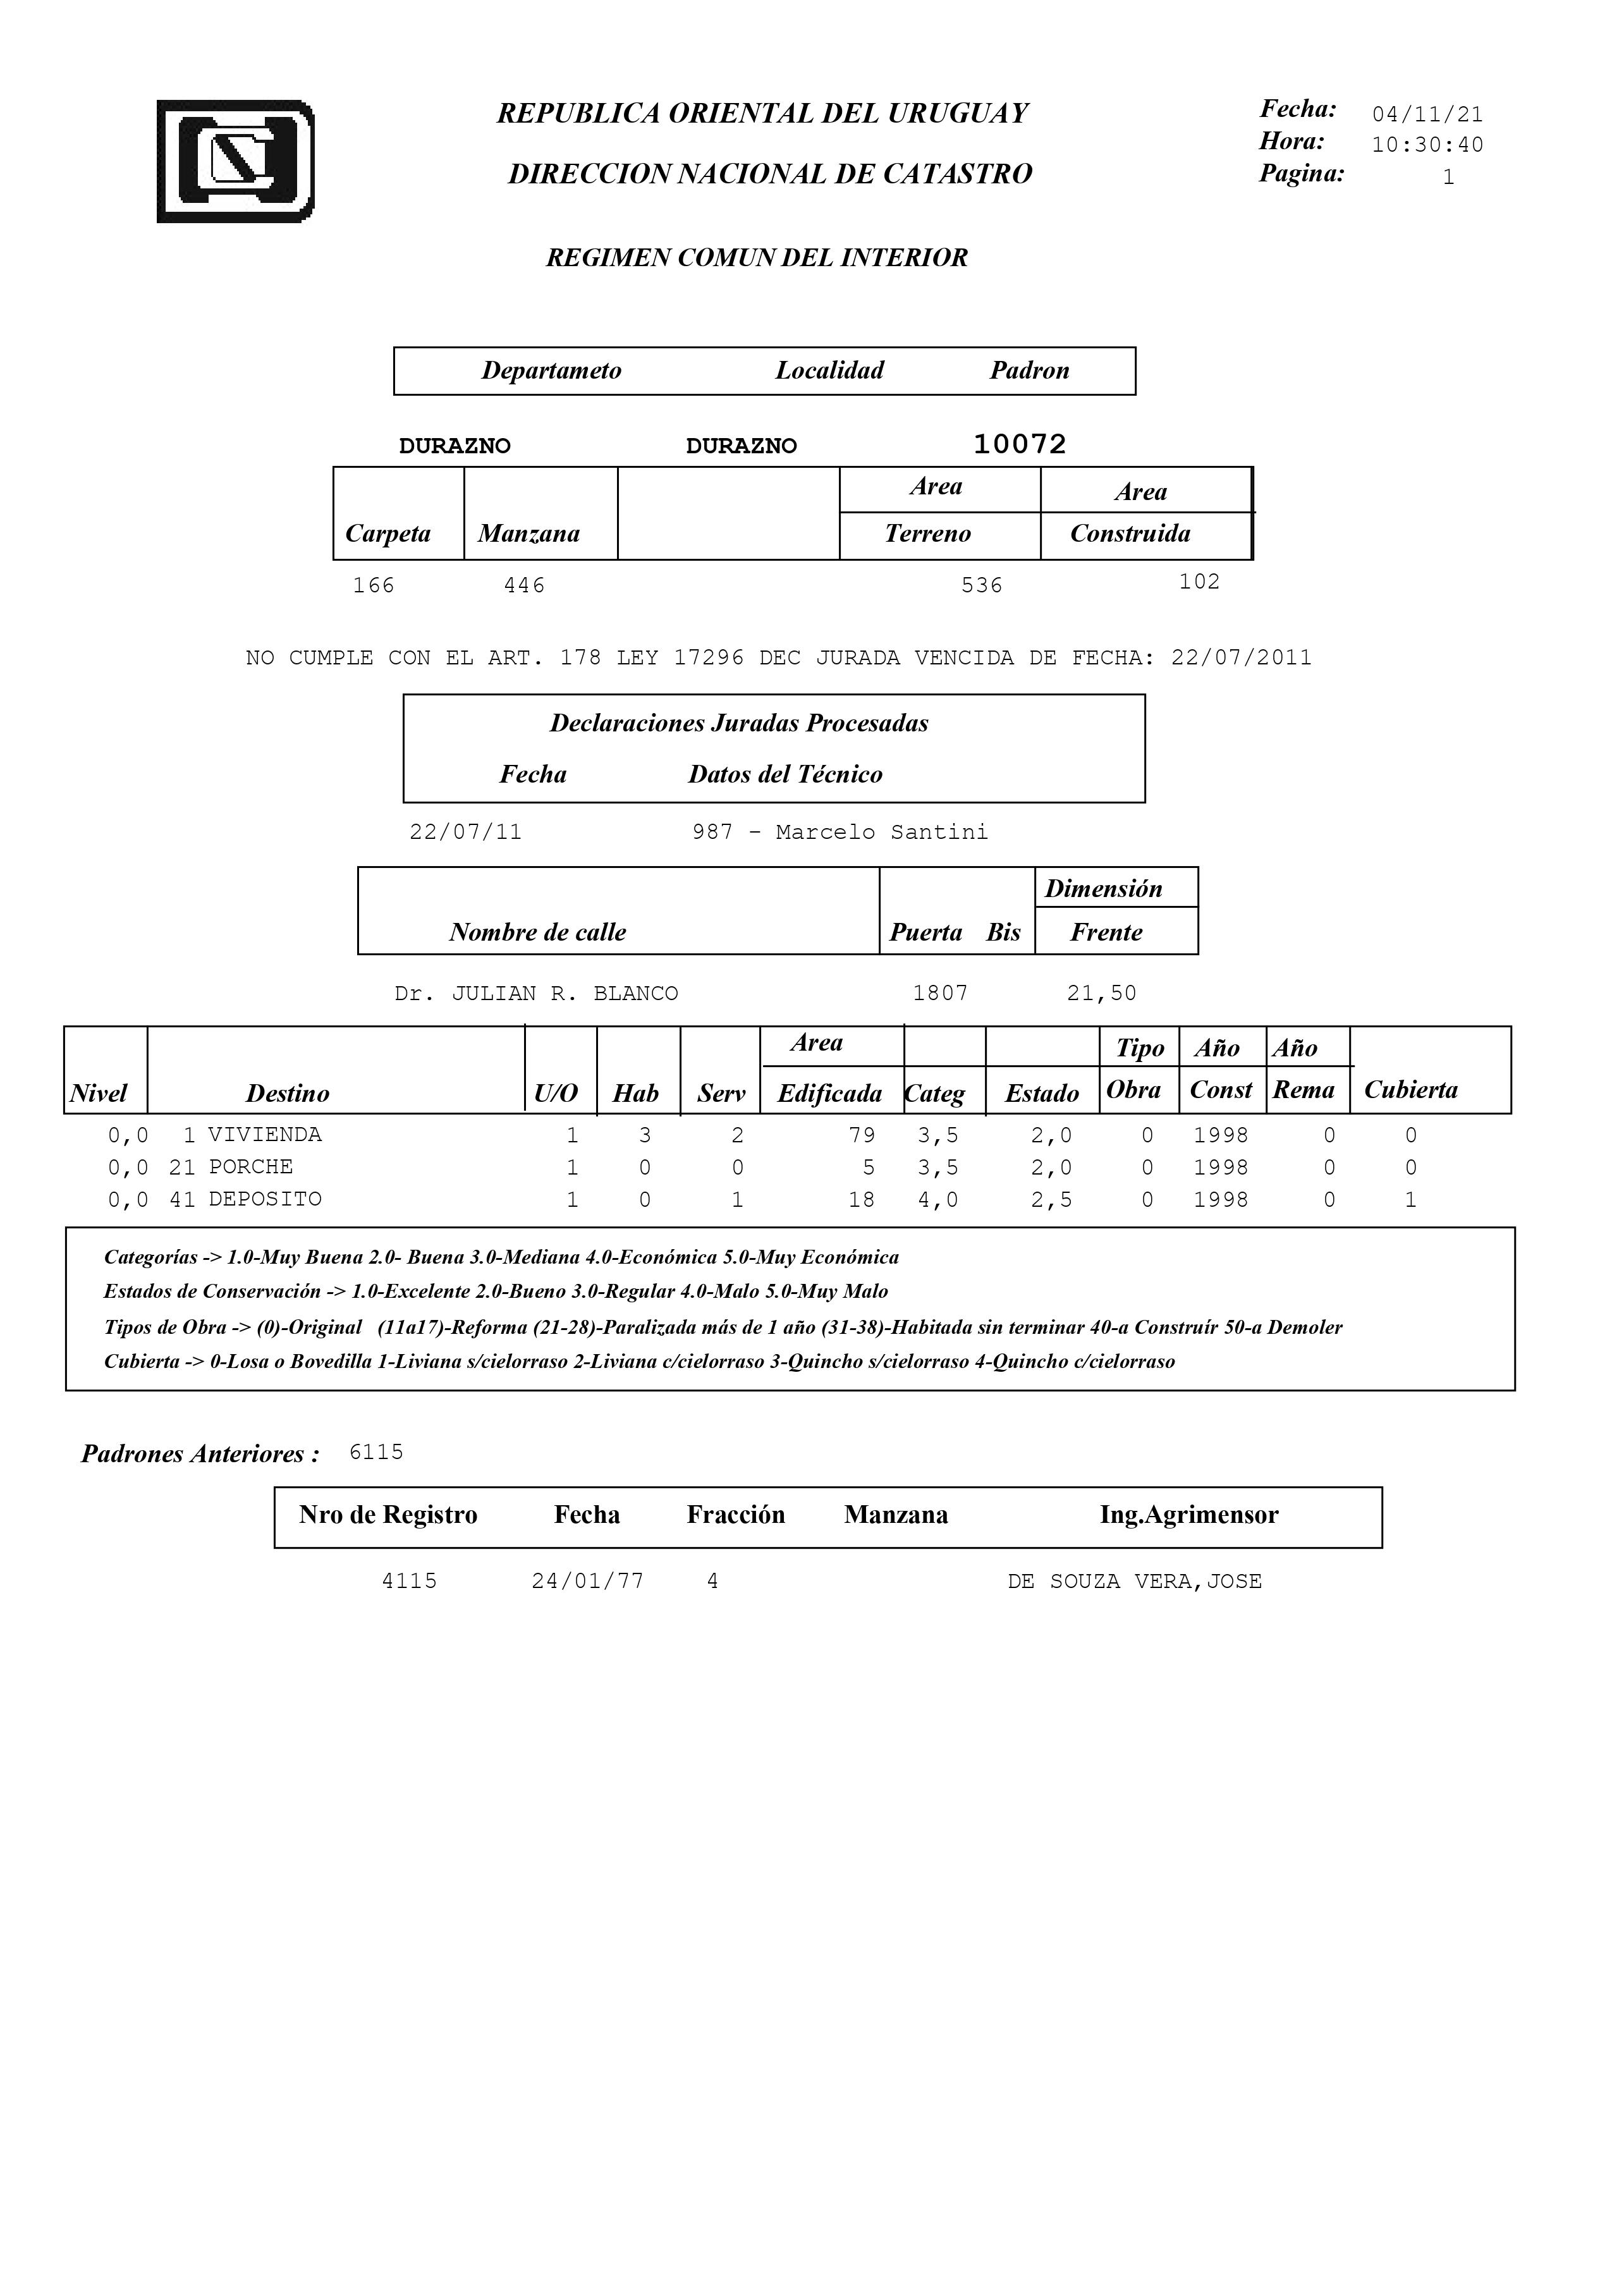 REPUBLICA ORIENTAL DEL URUGUAY
Fecha: 04/11/21
Hora: 10:30:40
DIRECCION NACIONAL DE CATASTRO
Pagina: 1
REGIMEN COMUN DEL INTERIOR
Departameto Localidad Padron
DURAZNO DURAZNO 10072
Area Area
Carpeta Manzana Terreno Construida
166 446 536 102
NO CUMPLE CON EL ART. 178 LEY 17296 DEC JURADA VENCIDA DE FECHA: 22/07/2011
Declaraciones Juradas Procesadas
Fecha Datos del Técnico
22/07/11 987 - Marcelo Santini
Dimensión
Nombre de calle Puerta Bis Frente
Dr. JULIAN R. BLANCO 1807 21,50
Area Tipo Año Año
Nivel Destino U/O Hab Serv Edificada Categ Estado Obra Const Rema Cubierta
0,0 1 VIVIENDA 1 3 2 79 3,5 2,0 0 1998 0 0
0,0 21 PORCHE 1 0 0 5 3,5 2,0 0 1998 0 0
0,0 41 DEPOSITO 1 0 1 18 4,0 2,5 0 1998 0 1
Categorías -> 1.0-Muy Buena 2.0- Buena 3.0-Mediana 4.0-Económica 5.0-Muy Económica
Estados de Conservación -> 1.0-Excelente 2.0-Bueno 3.0-Regular 4.0-Malo 5.0-Muy Malo
Tipos de Obra -> (0)-Original (11a17)-Reforma (21-28)-Paralizada más de 1 año (31-38)-Habitada sin terminar 40-a Construír 50-a Demoler
Cubierta -> 0-Losa o Bovedilla 1-Liviana s/cielorraso 2-Liviana c/cielorraso 3-Quincho s/cielorraso 4-Quincho c/cielorraso
Padrones Anteriores : 6115
Nro de Registro Fecha Fracción Manzana Ing.Agrimensor
4115 24/01/77 4 DE SOUZA VERA,JOSE